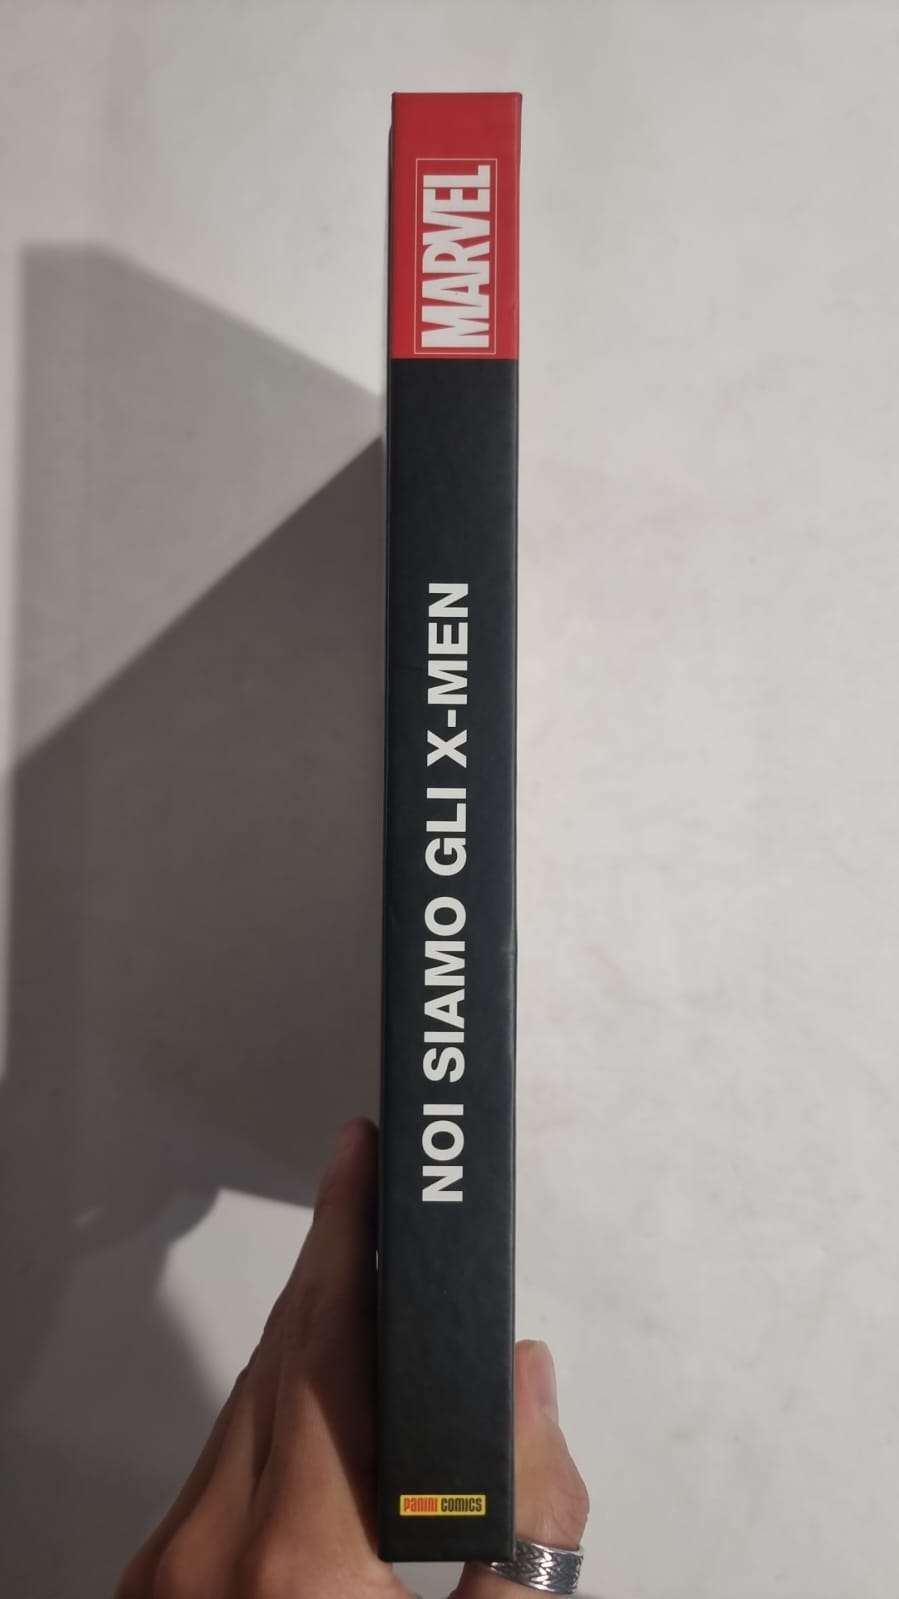 MARVEL
NOI SIAMO GLI X-MEN
PANINI COMICS